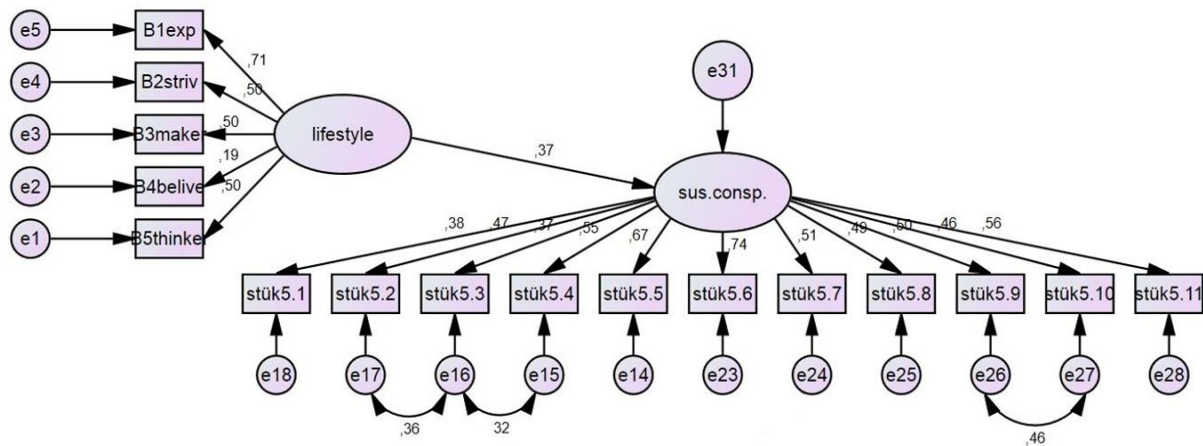 e5
B1exp
,71
e4
B2striv
,50
e3
B3maker
,50
e2
B4belive
,19
e1
B5thinker
,50
lifestyle
,37
e31
sus.consp.
,38
,47
,37
,55
,67
,74
,51
,49
,50
,46
,56
stük5.1
stük5.2
stük5.3
stük5.4
stük5.5
stük5.6
stük5.7
stük5.8
stük5.9
stük5.10
stük5.11
e18
e17
e16
e15
e14
e23
e24
e25
e26
e27
e28
,36
32
,46